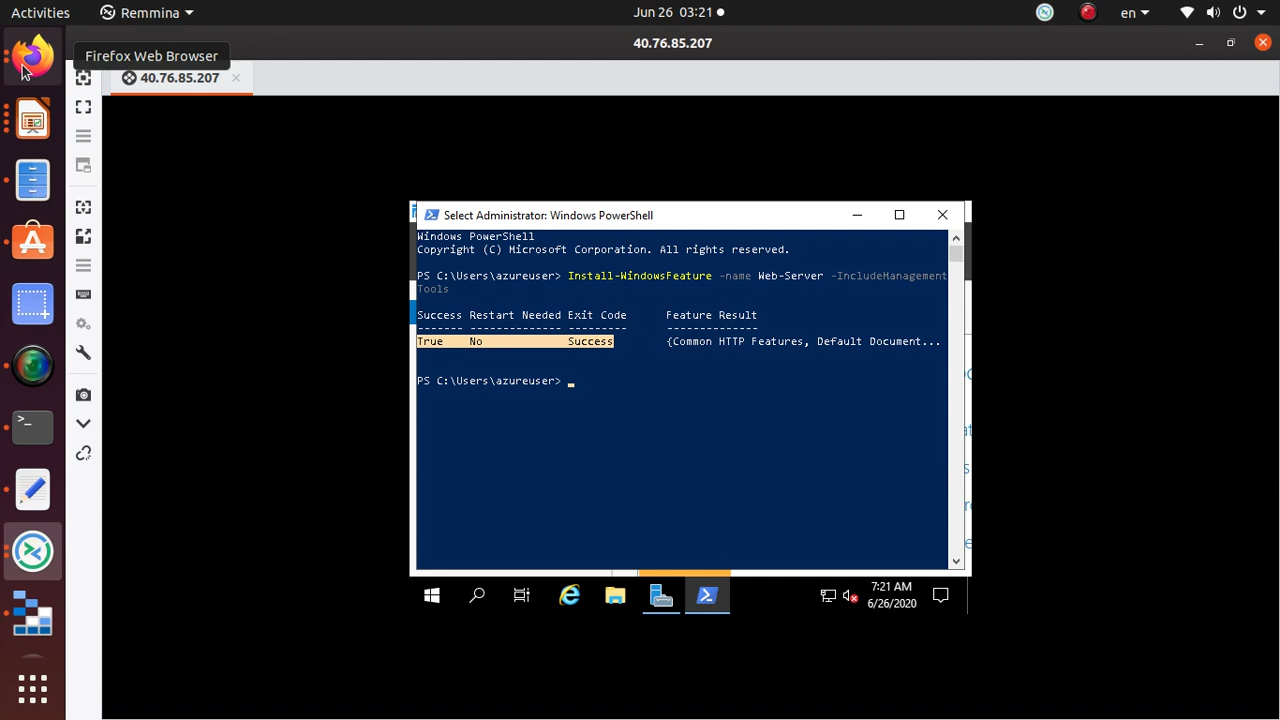 Activities
Remmina
Jun 26 03:21
en
Firefox Web Browser
40.76.85.207
40.76.85.207
Select Administrator: Windows PowerShell
Windows PowerShell
Copyright (C) Microsoft Corporation. All rights reserved.
PS C:\Users\azureuser> Install-WindowsFeature -name Web-Server -IncludeManagement
Tools
Success Restart Needed Exit Code Feature Result
------- -------------- --------- --------------
True No Success {Common HTTP Features, Default Document...
PS C:\Users\azureuser>
7:21 AM
6/26/2020